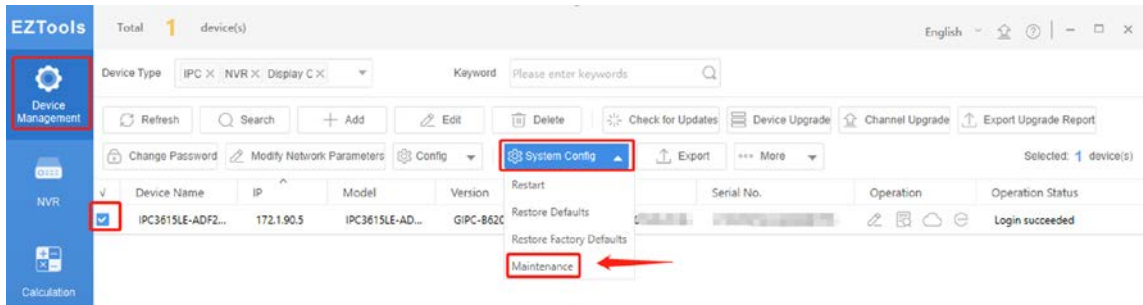 EZTools Total 1 device(s) English
Device Type IPC × NVR × Display C × Keyword Please enter keywords
Device Management
Refresh Search Add Edit Delete Check for Updates Device Upgrade Channel Upgrade Export Upgrade Report
Change Password Modify Network Parameters Config System Config Export More Selected: 1 device(s)
NVR
√ Device Name IP Model Version Serial No. Operation Operation Status
IPC3615LE-ADF2... 172.1.90.5 IPC3615LE-AD... GIPC-B620 Login succeeded
Restart
Restore Defaults
Restore Factory Defaults
Maintenance
Calculation